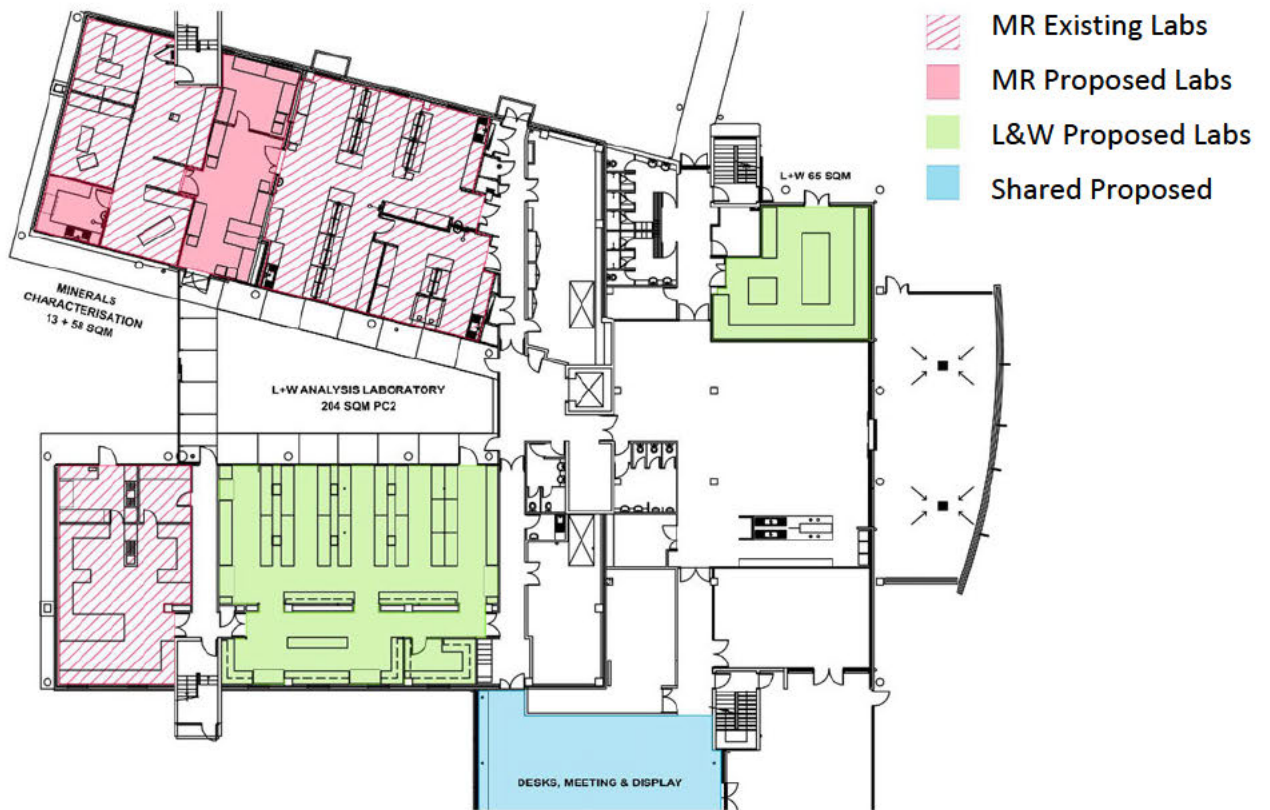 MR Existing Labs
MR Proposed Labs
L&W Proposed Labs
Shared Proposed
L+W 65 SQM
MINERALS
CHARACTERISATION
13 + 58 SQM
L+W ANALYSIS LABORATORY
204 SQM PC2
DESKS, MEETING & DISPLAY